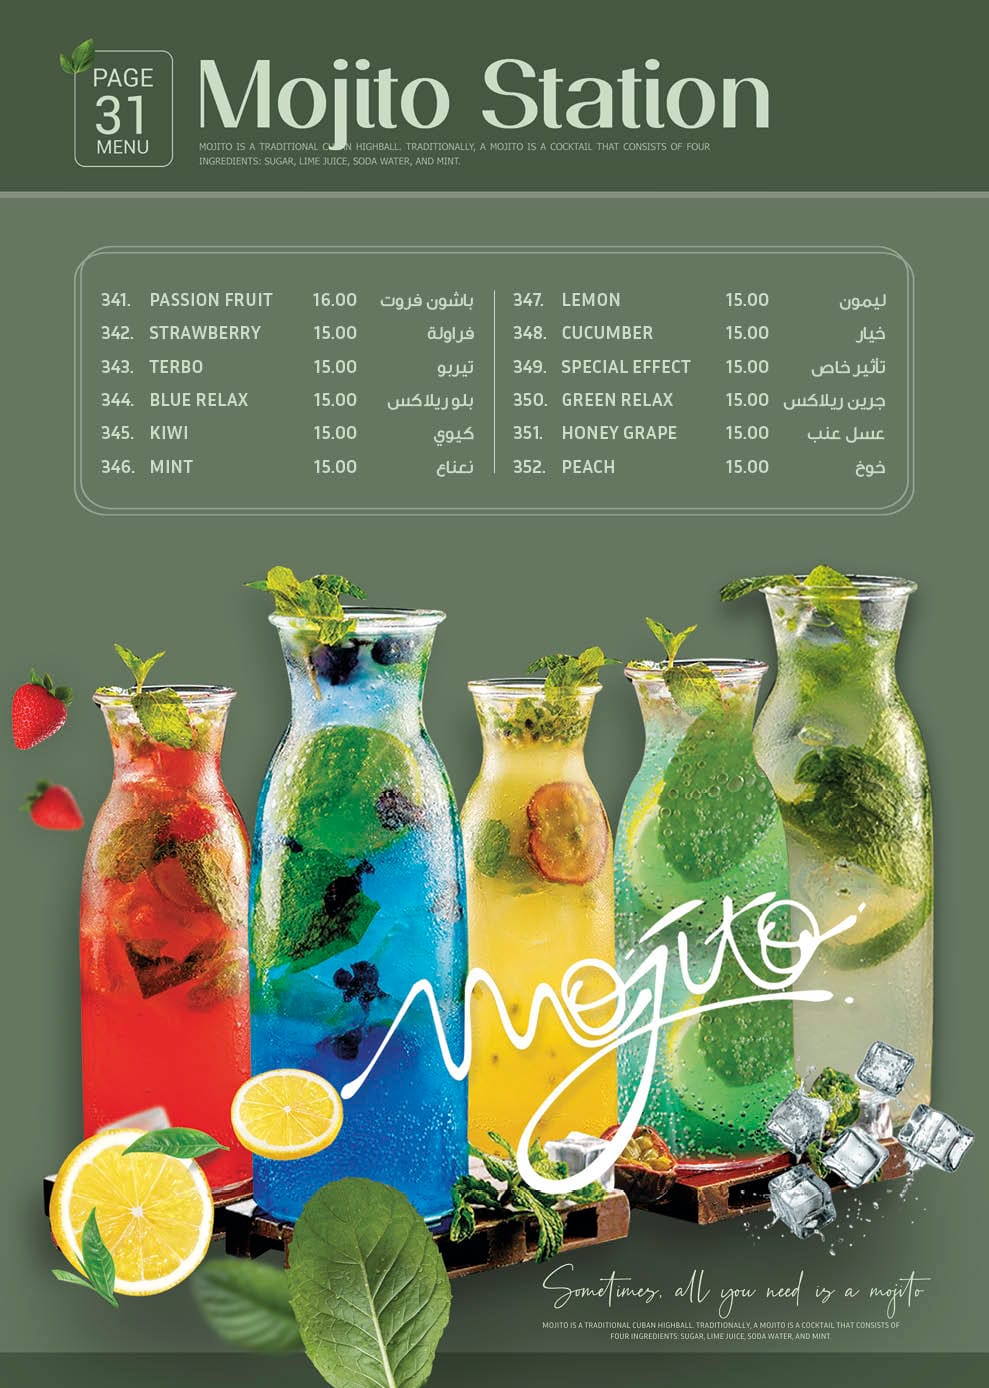 PAGE
31
MENU
Mojito Station
MOJITO IS A TRADITIONAL CUBAN HIGHBALL. TRADITIONALLY, A MOJITO IS A COCKTAIL THAT CONSISTS OF FOUR
INGREDIENTS: SUGAR, LIME JUICE, SODA WATER, AND MINT.
341. PASSION FRUIT 16.00 باشون فروت
342. STRAWBERRY 15.00 فراولة
343. TERBO 15.00 تيربو
344. BLUE RELAX 15.00 بلو ريلاكس
345. KIWI 15.00 كيوي
346. MINT 15.00 نعناع
347. LEMON 15.00 ليمون
348. CUCUMBER 15.00 خيار
349. SPECIAL EFFECT 15.00 تأثير خاص
350. GREEN RELAX 15.00 جرين ريلاكس
351. HONEY GRAPE 15.00 عسل عنب
352. PEACH 15.00 خوخ
mojito
Sometimes, all you need is a mojito
MOJITO IS A TRADITIONAL CUBAN HIGHBALL. TRADITIONALLY, A MOJITO IS A COCKTAIL THAT CONSISTS OF
FOUR INGREDIENTS: SUGAR, LIME JUICE, SODA WATER, AND MINT.